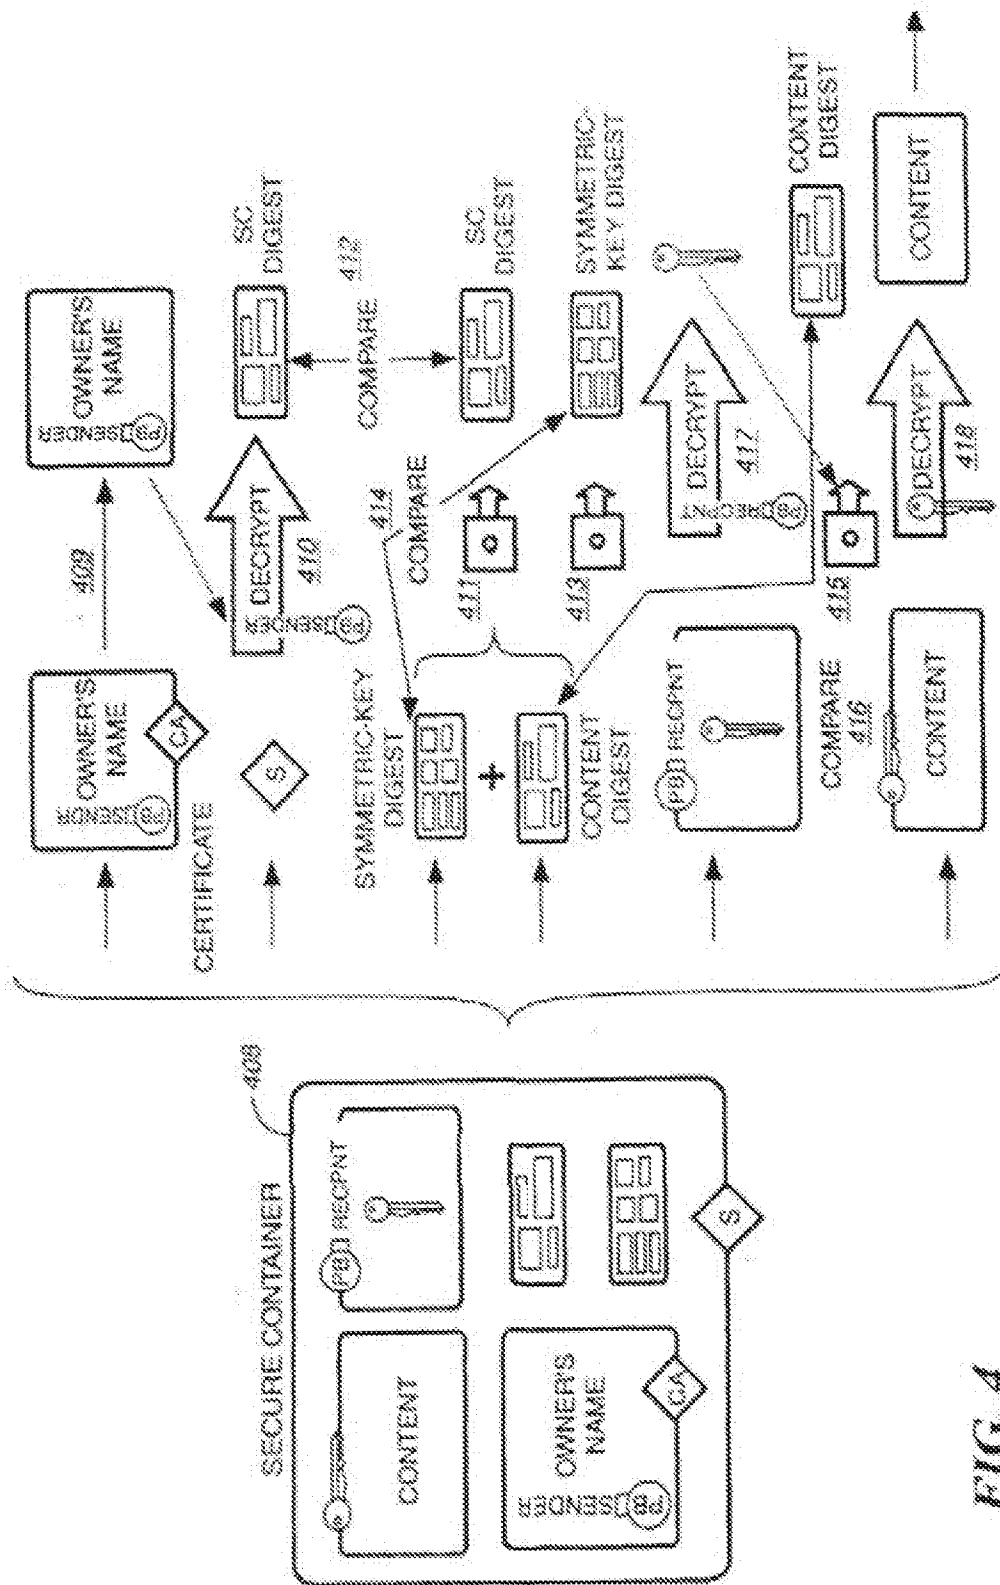 SECURE CONTAINER
408
CONTENT
PB
RECPNT
OWNER'S
NAME
PB
SENDER
CA
S
OWNER'S
NAME
PB
SENDR
CA
CERTIFICATE
409
OWNER'S
NAME
PB
SENDER
S
DECRYPT
PB
SENDER
410
SC
DIGEST
COMPARE
412
SYMMETRIC-KEY
DIGEST
414
COMPARE
411
SC
DIGEST
+
413
SYMMETRIC-
KEY DIGEST
CONTENT
DIGEST
PB
RECPNT
DECRYPT
PB
RECPNT
417
COMPARE
416
415
CONTENT
DIGEST
CONTENT
DECRYPT
418
CONTENT
FIG. 4